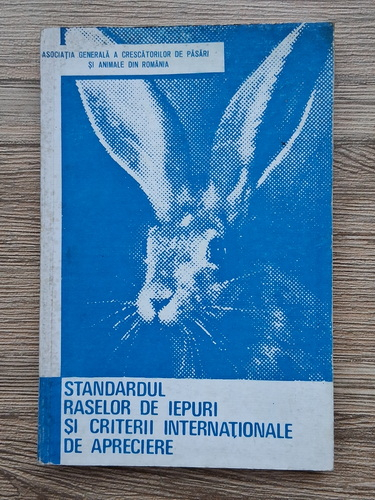 ASOCIAȚIA GENERALĂ A CRESCĂTORILOR DE PĂSĂRI
ȘI ANIMALE DIN ROMÂNIA
STANDARDUL
RASELOR DE IEPURI
ȘI CRITERII INTERNAȚIONALE
DE APRECIERE